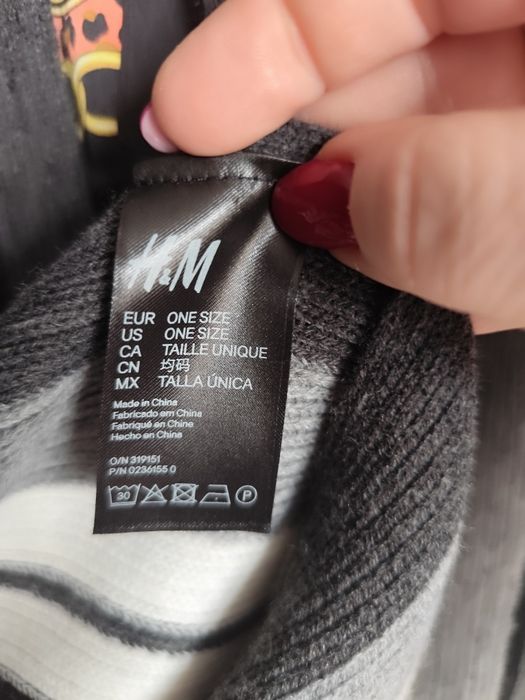 H&M
EUR ONE SIZE
US ONE SIZE
CA TAILLE UNIQUE
CN 均码
MX TALLA ÚNICA
Made in China
Fabricado em China
Fabriqué en Chine
Hecho en China
O/N 319151
P/N 0236155 0
30 P